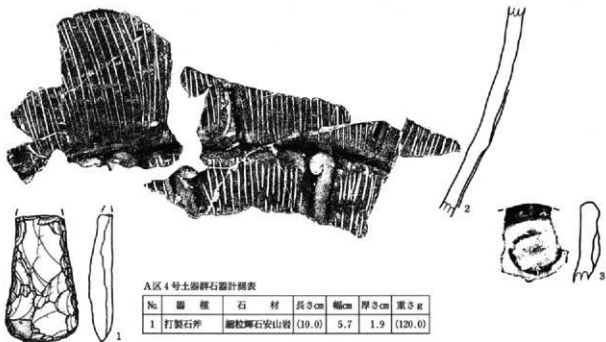 2
3
1
A区4号土器群石器計測表
№ 器種 石材 長さcm 幅cm 厚さcm 重さg
1 打製石斧 細粒輝石安山岩 (10.0) 5.7 1.9 (120.0)